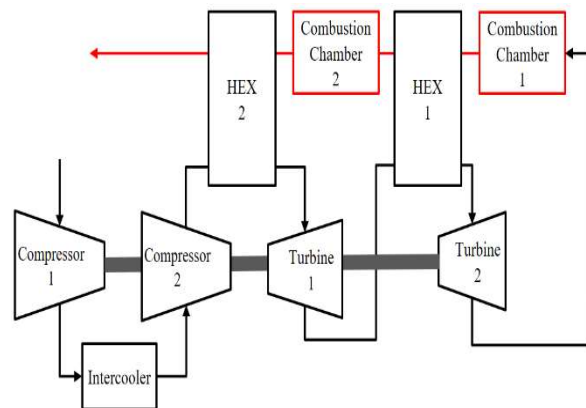 Combustion
Chamber
2
Combustion
Chamber
1
HEX
2
HEX
1
Compressor
1
Compressor
2
Turbine
1
Turbine
2
Intercooler